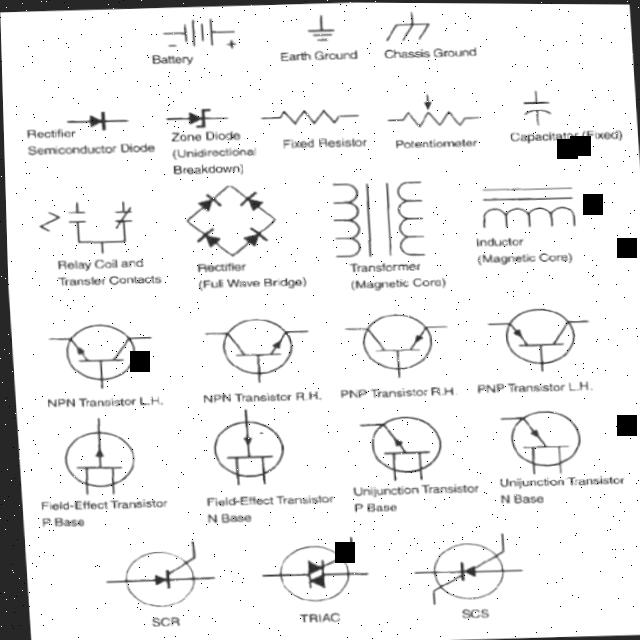 Battery
Earth Ground
Chassis Ground
Rectifier
Semiconductor Diode
Zone Diode
(Unidirectional
Breakdown)
Fixed Resistor
Potentiometer
Capacitator (Fixed)
Relay Coil and
Transfer Contacts
Rectifier
(Full Wave Bridge)
Transformer
(Magnetic Core)
Inductor
(Magnetic Core)
NPN Transistor L.H.
NPN Transistor R.H.
PNP Transistor R.H.
PNP Transistor L.H.
Field-Effect Transistor
P Base
Field-Effect Transistor
N Base
Unijunction Transistor
P Base
Unijunction Transistor
N Base
SCR
TRIAC
SCS